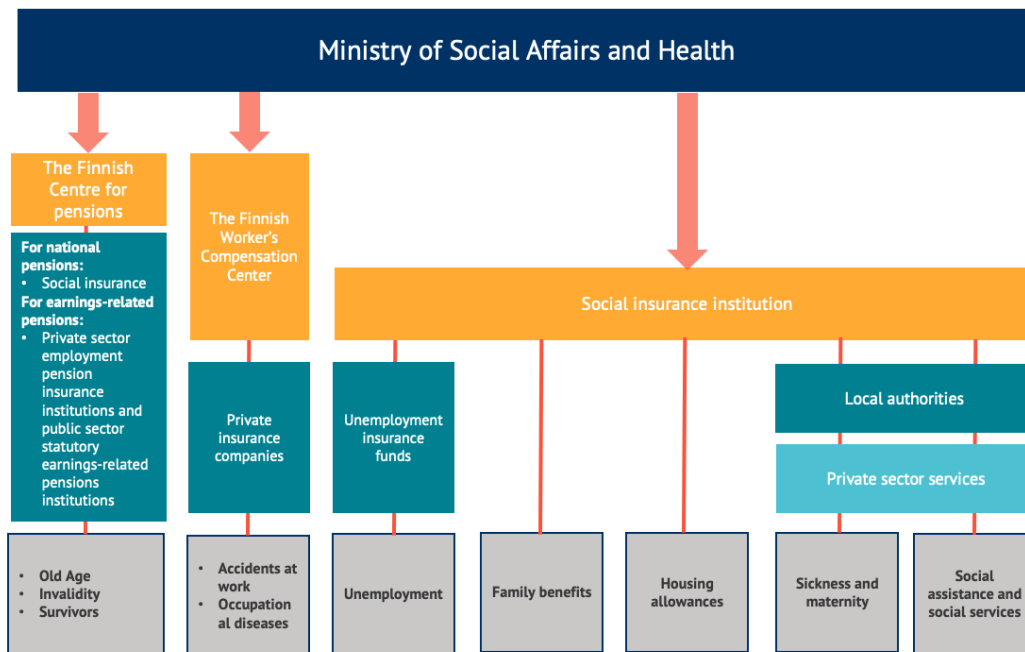 Ministry of Social Affairs and Health
The Finnish
Centre for
pensions
For national
pensions:
• Social insurance
For earnings-related
pensions:
• Private sector
employment
pension
insurance
institutions and
public sector
statutory
earnings-related
pensions
institutions
• Old Age
• Invalidity
• Survivors
The Finnish
Worker's
Compensation
Center
Private
insurance
companies
• Accidents at
work
• Occupation
al diseases
Social insurance institution
Unemployment
insurance
funds
Unemployment
Family benefits
Housing
allowances
Local authorities
Private sector services
Sickness and
maternity
Social
assistance and
social services